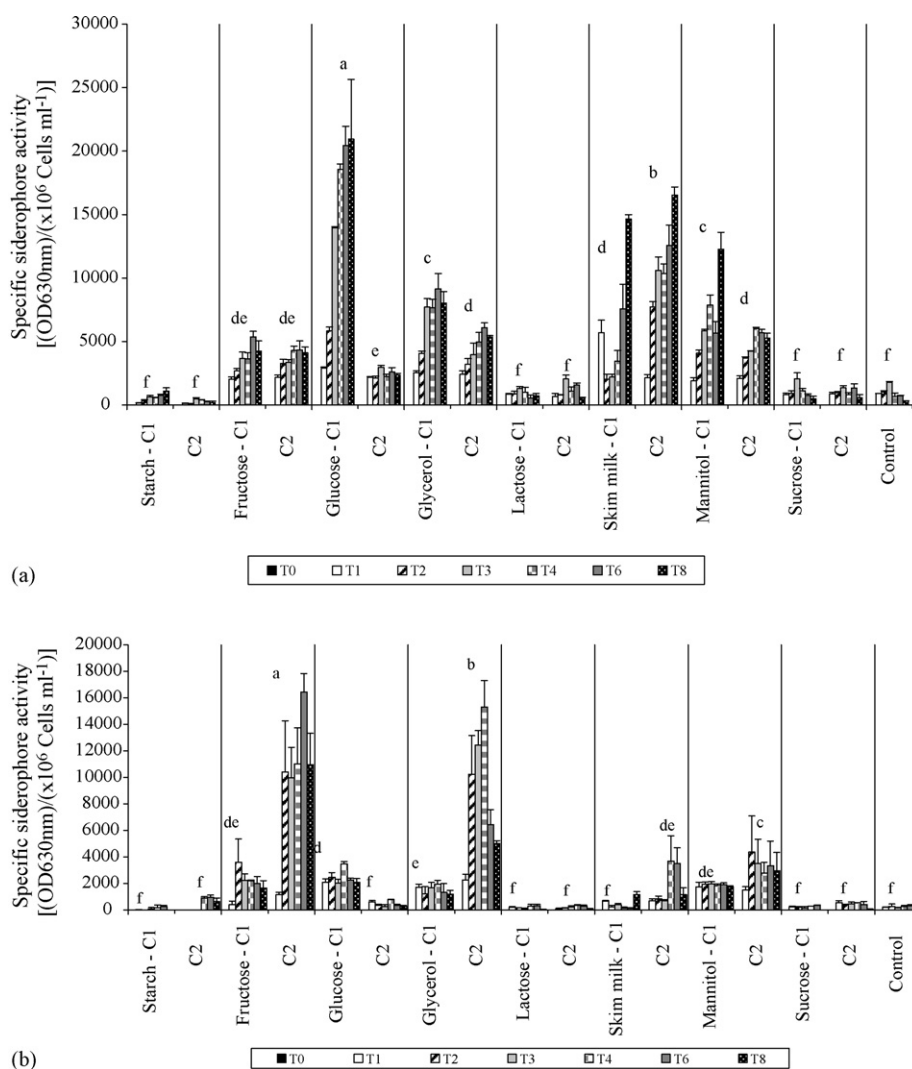 Specific siderophore activity
[(OD630nm)/(x10⁶ Cells ml⁻¹)]
30000
25000
20000
15000
10000
5000
0
f f de de a e c d f f d b c d f f f
Starch - C1
C2
Fructose - C1
C2
Glucose - C1
C2
Glycerol - C1
C2
Lactose - C1
C2
Skim milk - C1
C2
Mannitol - C1
C2
Sucrose - C1
C2
Control
T0 T1 T2 T3 T4 T6 T8
(a)
Specific siderophore activity
[(OD630nm)/(x10⁶ Cells ml⁻¹)]
20000
18000
16000
14000
12000
10000
8000
6000
4000
2000
0
f f de a d f e b f f f de de c f f f
Starch - C1
C2
Fructose - C1
C2
Glucose - C1
C2
Glycerol - C1
C2
Lactose - C1
C2
Skim milk - C1
C2
Mannitol - C1
C2
Sucrose - C1
C2
Control
T0 T1 T2 T3 T4 T6 T8
(b)